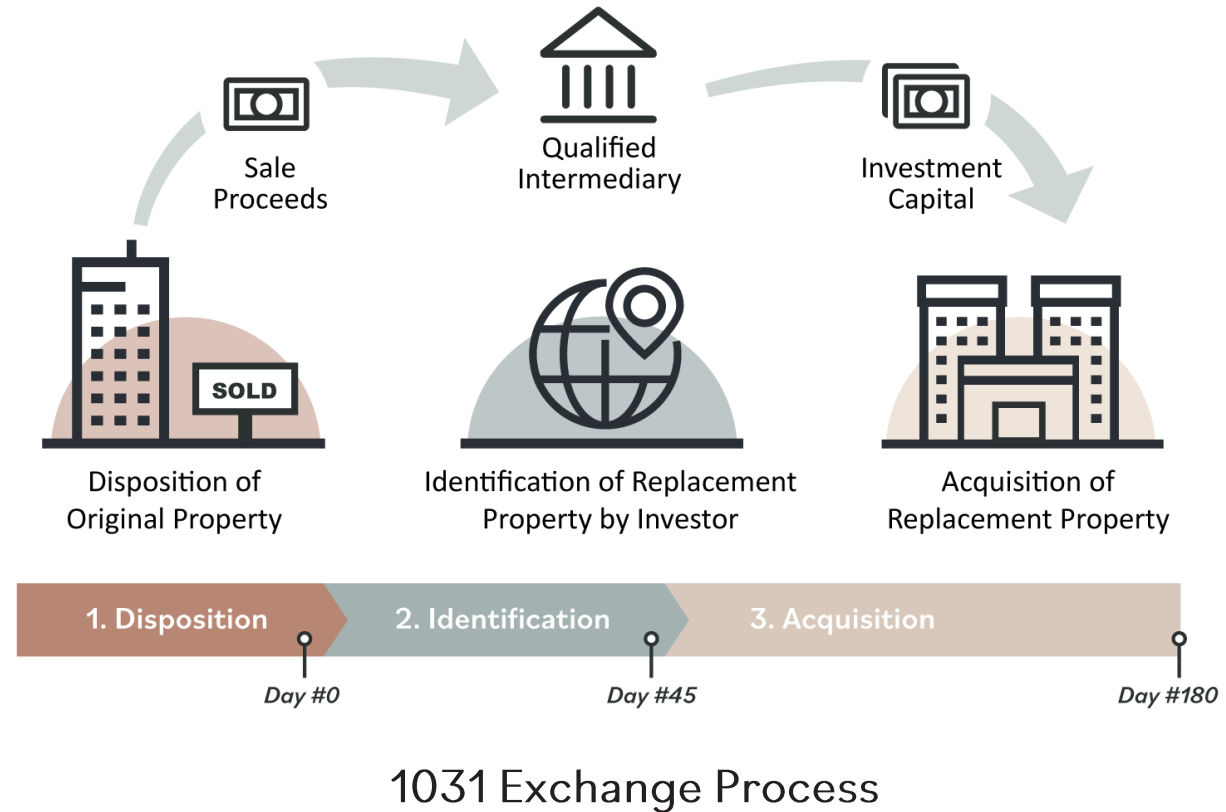 Sale
Proceeds
Qualified
Intermediary
Investment
Capital
SOLD
Disposition of
Original Property
Identification of Replacement
Property by Investor
Acquisition of
Replacement Property
1. Disposition
2. Identification
3. Acquisition
Day #0
Day #45
Day #180
1031 Exchange Process